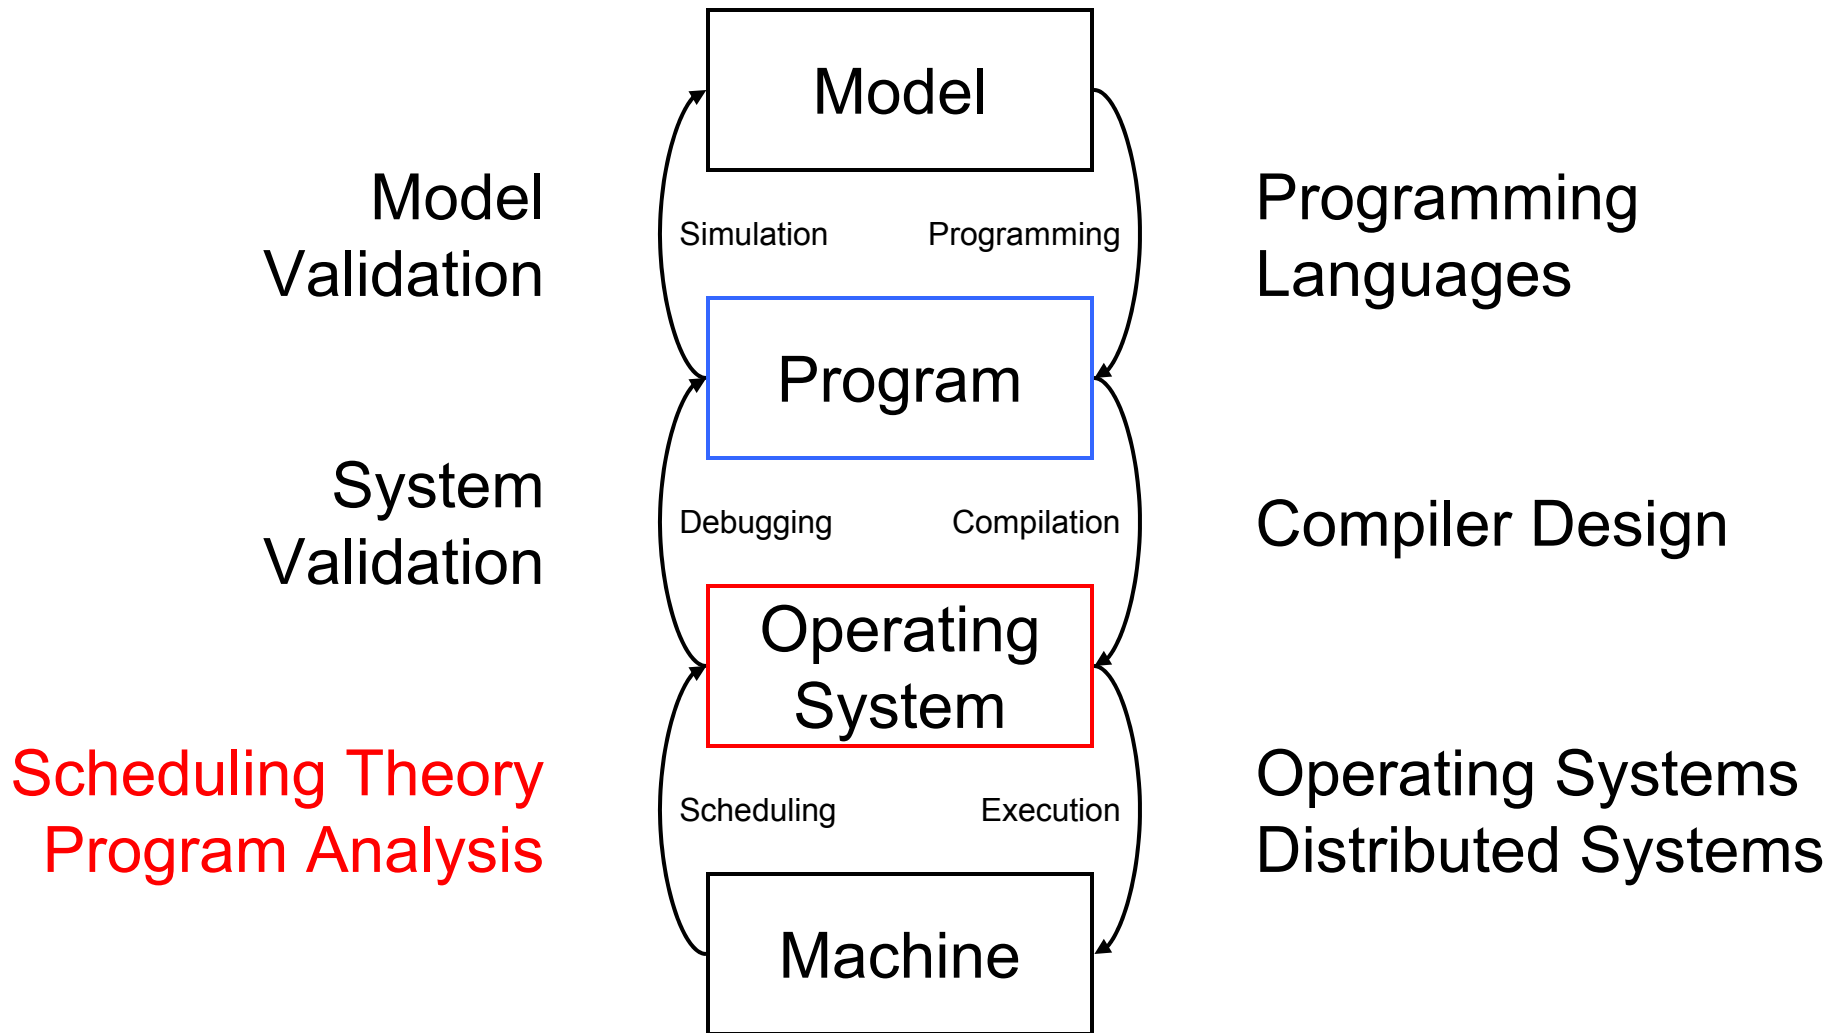 Model
Model
Validation
Simulation
Programming
Programming
Languages
Program
System
Validation
Debugging
Compilation
Compiler Design
Operating
System
Scheduling Theory
Program Analysis
Scheduling
Execution
Operating Systems
Distributed Systems
Machine